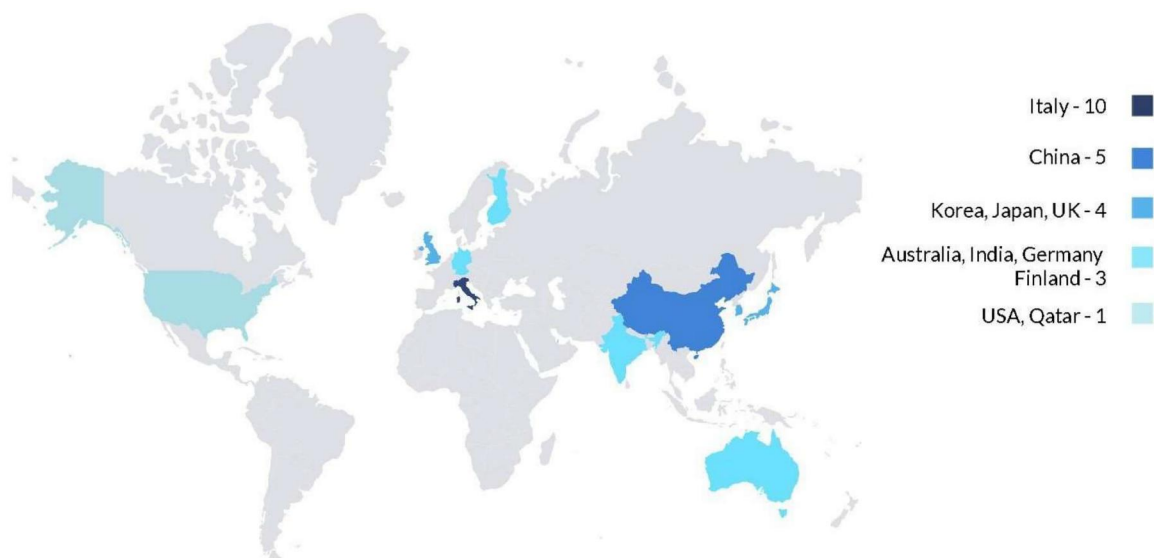 Italy - 10
China - 5
Korea, Japan, UK - 4
Australia, India, Germany
Finland - 3
USA, Qatar - 1